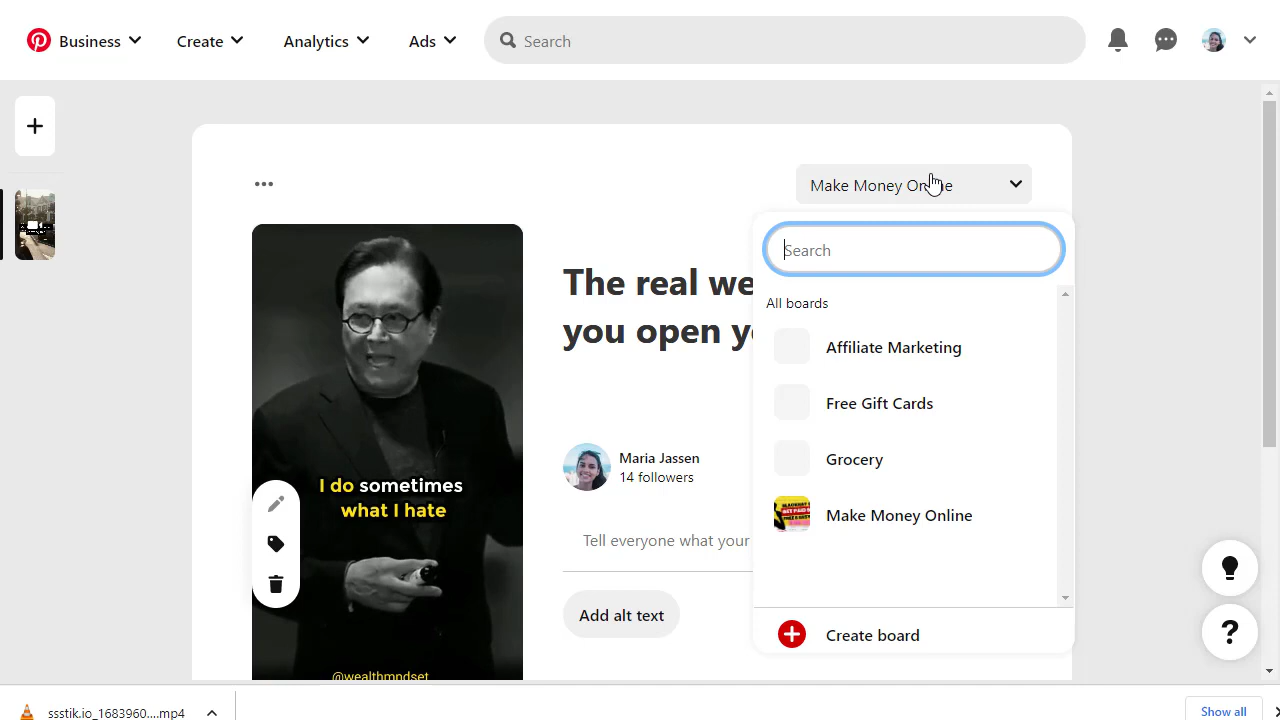 Business
Create
Analytics
Ads
Search
Make Money Online
Search
All boards
Affiliate Marketing
Free Gift Cards
Grocery
Make Money Online
Create board
The real we
you open y
I do sometimes
what I hate
@wealthmndset
Maria Jassen
14 followers
Tell everyone what your
Add alt text
?
ssstik.io_1683960....mp4
Show all